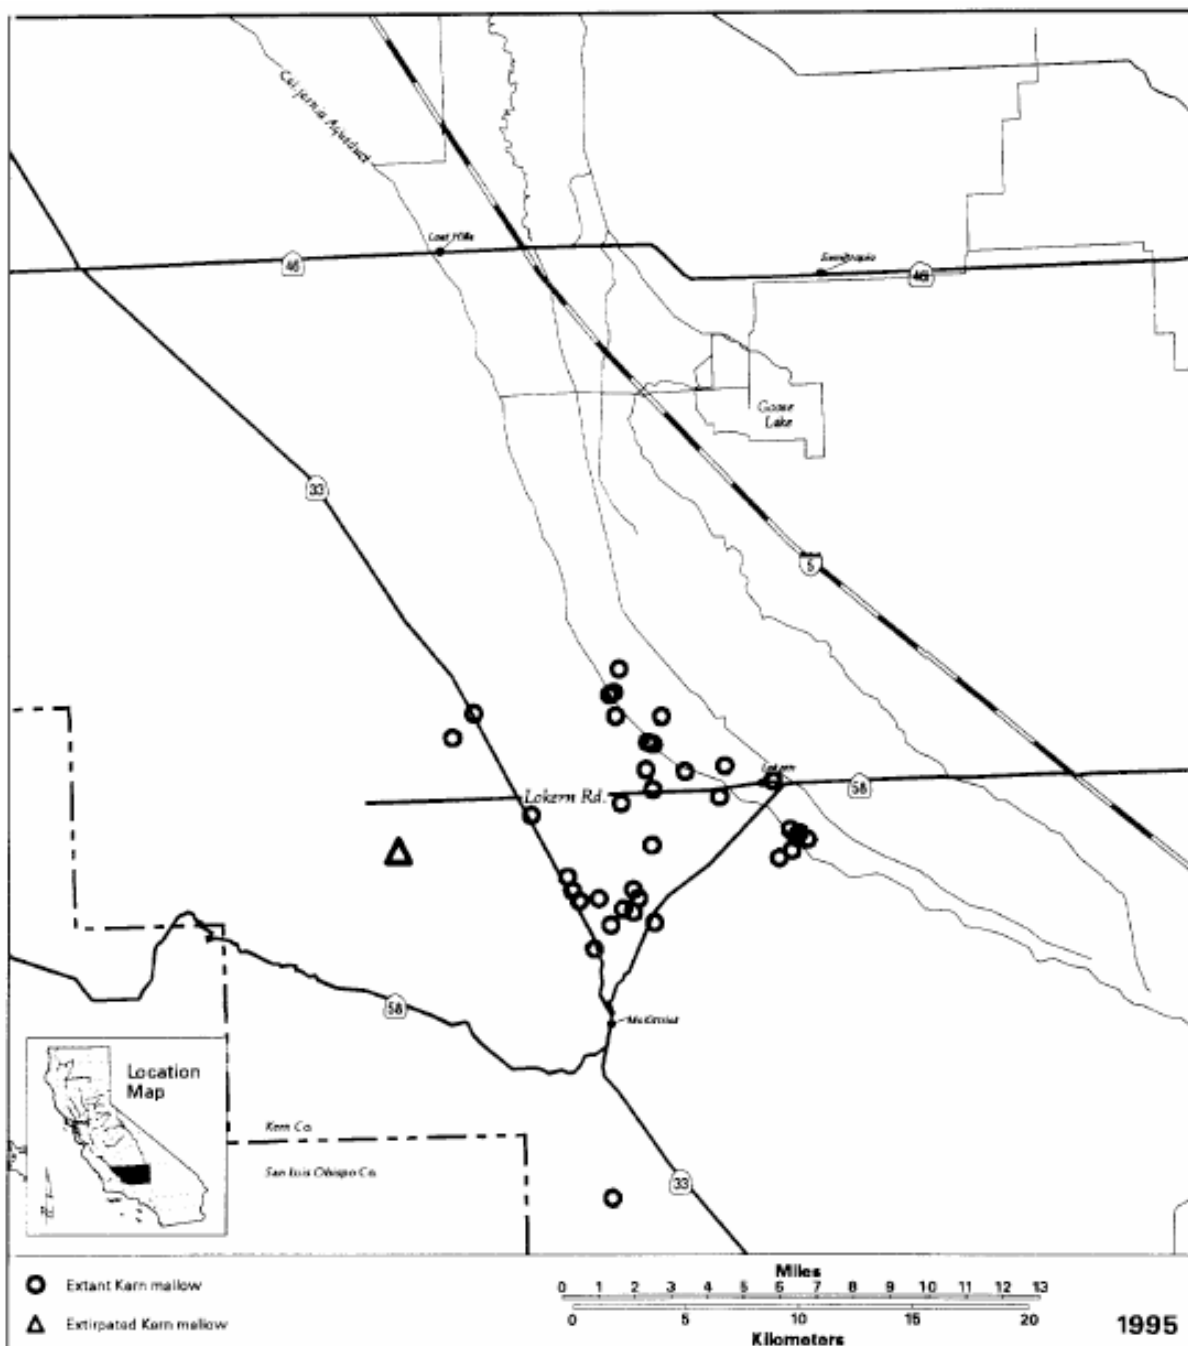 California Aqueduct
Lost Hills
46
Semitropic
46
Goose
Lake
33
5
Lokern
Lokern Rd.
58
58
McKittrick
Location
Map
Kern Co.
San Luis Obispo Co.
33
Extant Kern mallow
Extirpated Kern mallow
Miles
0 1 2 3 4 5 6 7 8 9 10 11 12 13
0 5 10 15 20
Kilometers
1995